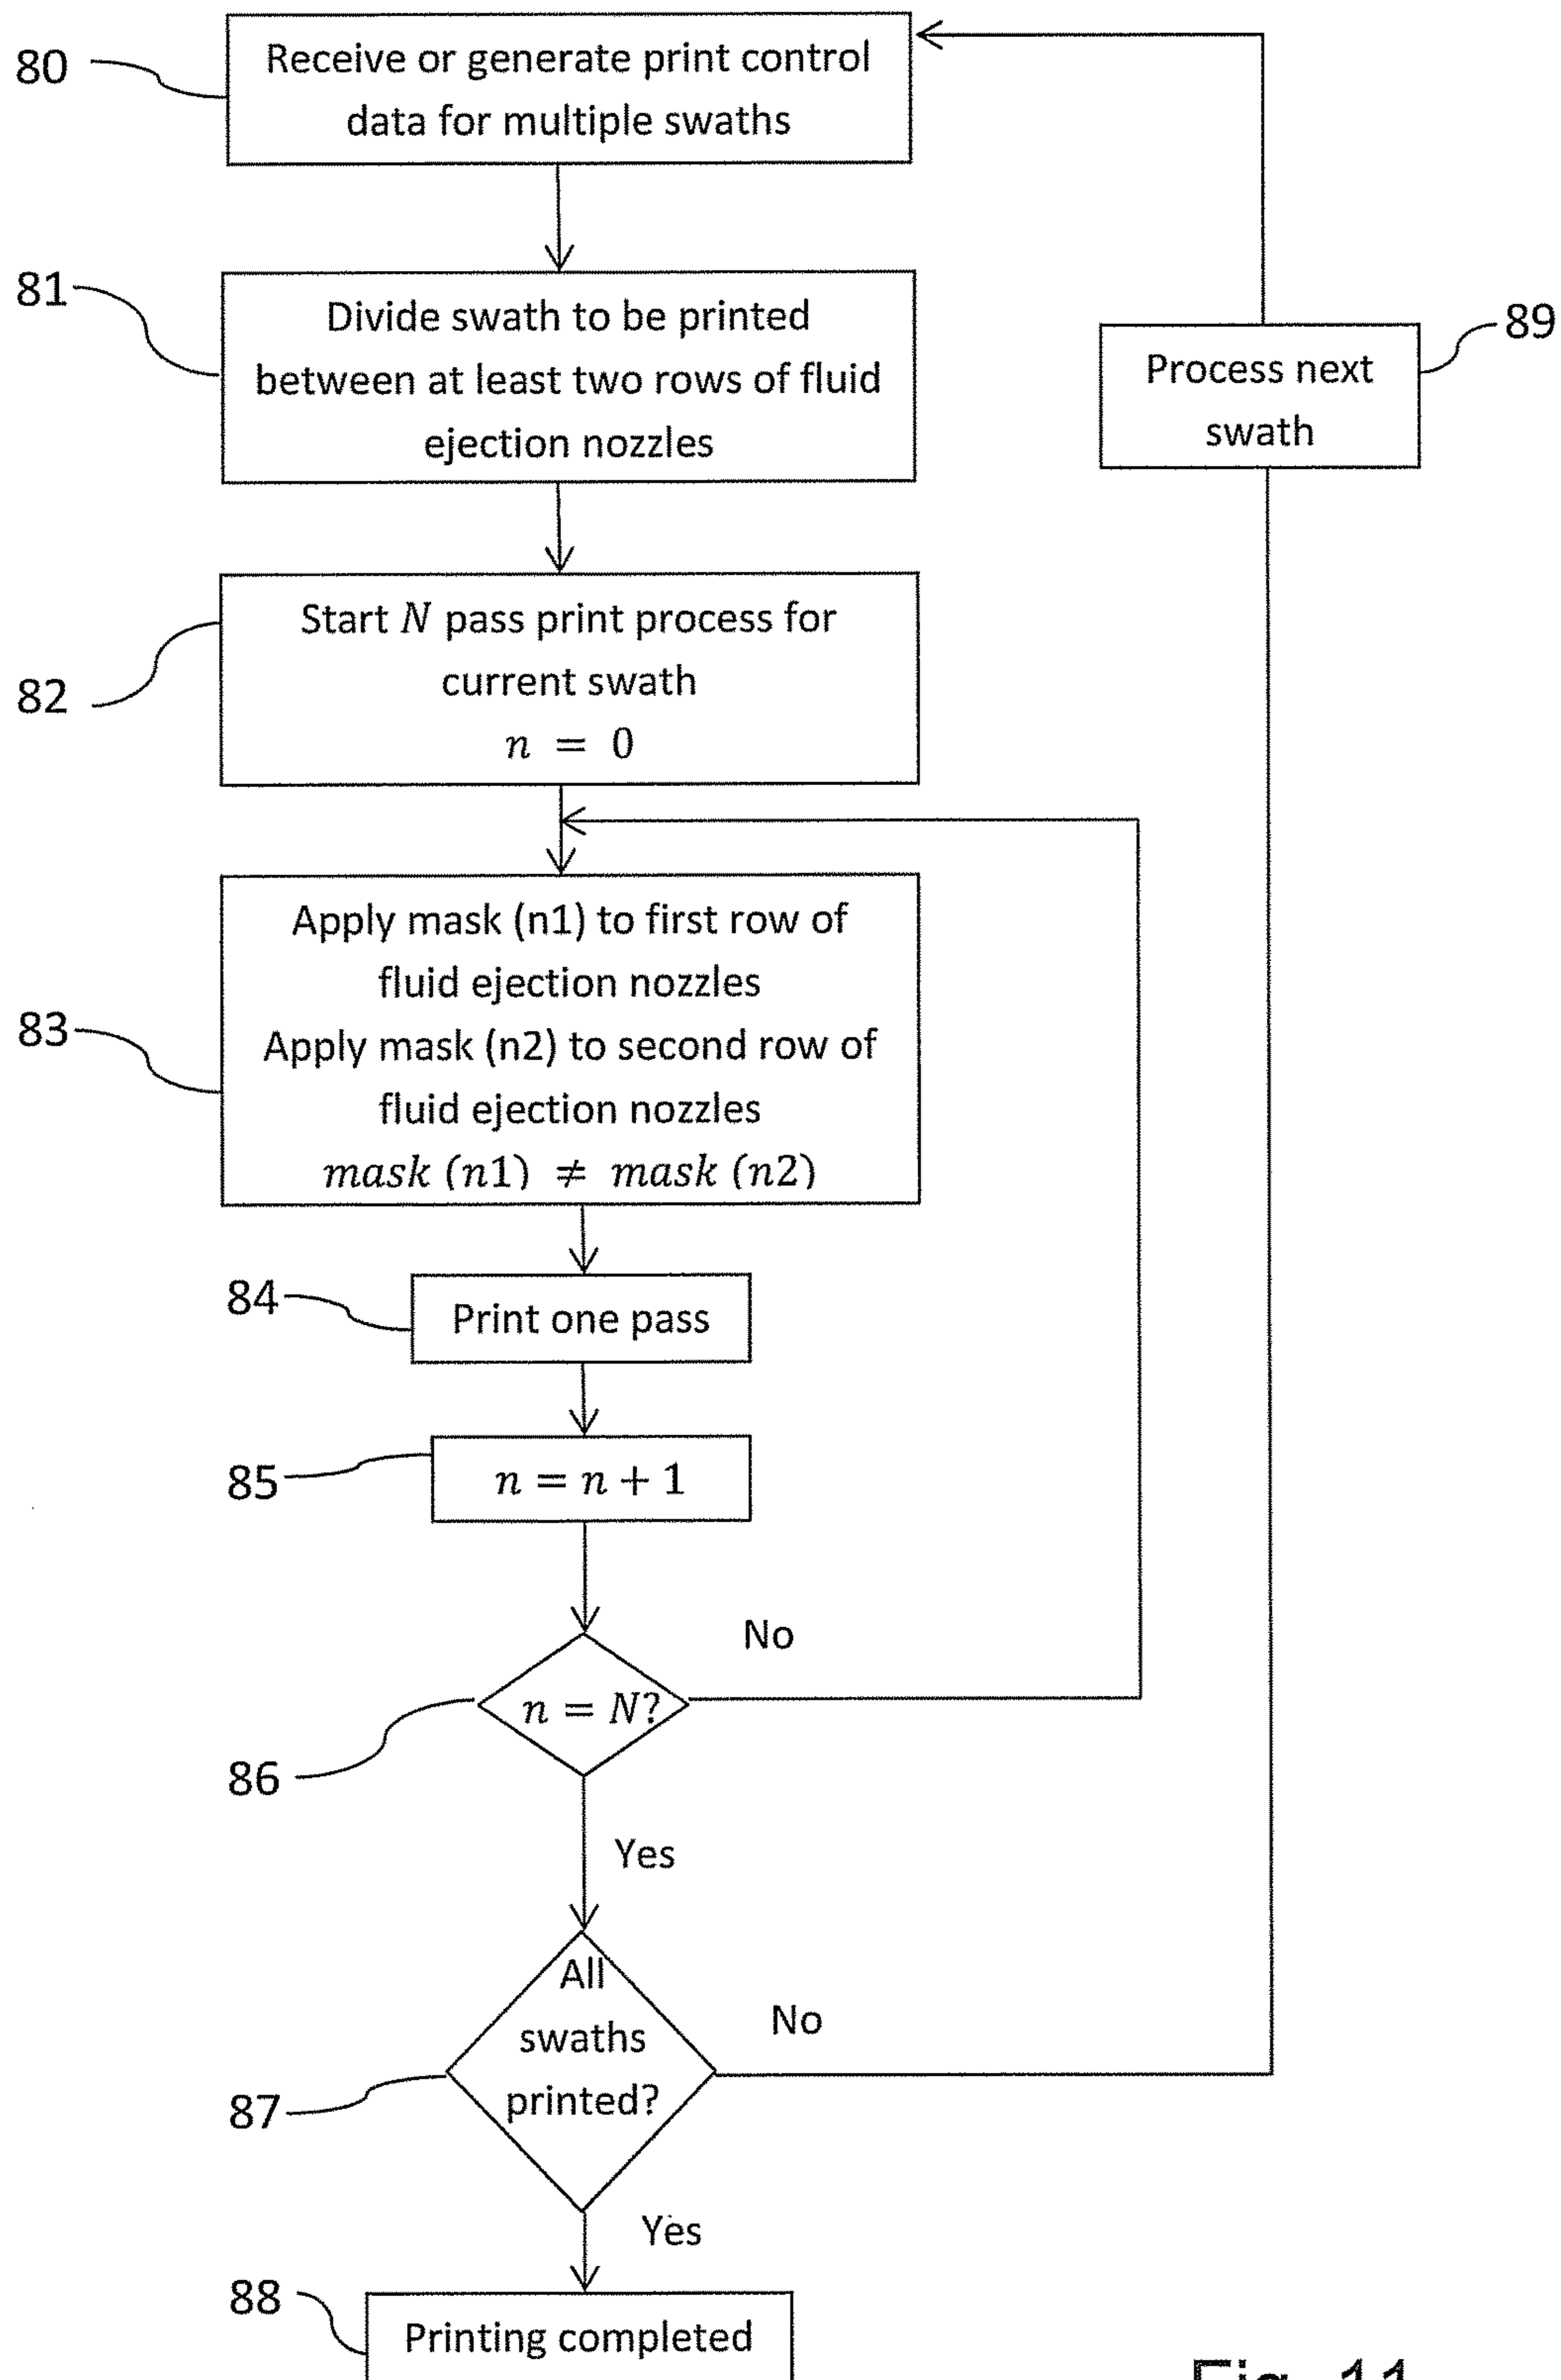 80
Receive or generate print control
data for multiple swaths
81
Divide swath to be printed
between at least two rows of fluid
ejection nozzles
89
Process next
swath
82
Start N pass print process for
current swath
n = 0
83
Apply mask (n1) to first row of
fluid ejection nozzles
Apply mask (n2) to second row of
fluid ejection nozzles
mask (n1) ≠ mask (n2)
84
Print one pass
85
n = n + 1
86
n = N?
No
Yes
87
All
swaths
printed?
No
Yes
88
Printing completed
Fig. 11